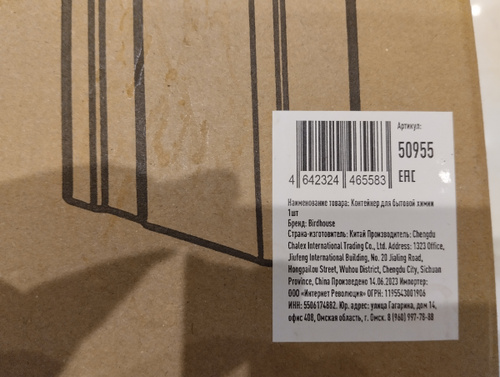 Артикул:
50955
4 642324 465583
EAC
Наименование товара: Контейнер для бытовой химии
1шт
Бренд: Birdhouse
Страна-изготовитель: Китай Производитель: Chengdu
Chalex International Trading Co., Ltd. Address: 1323 Office,
Jiufeng International Building, No. 20 Jialing Road,
Hongpailou Street, Wuhou District, Chengdu City, Sichuan
Province, China Произведено 14.06.2023 Импортер:
ООО «Интернет Революция» ОГРН: 1195543001906
ИНН: 5506174882. Юр. адрес: улица Гагарина, дом 14,
офис 408, Омская область, г. Омск. 8 (960) 997-78-88